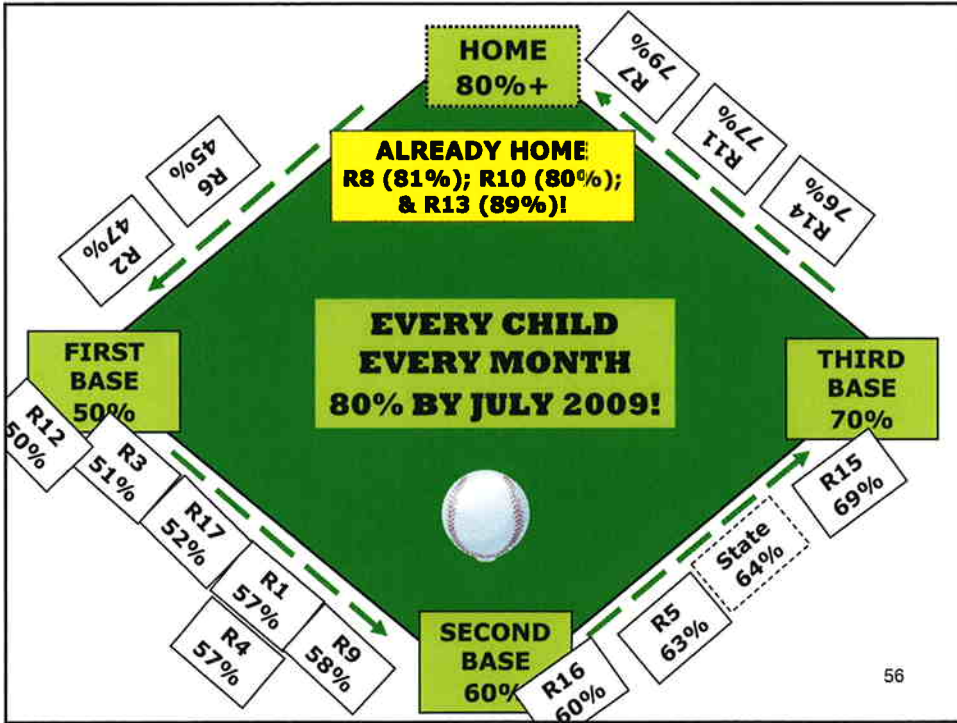 HOME
80%+
ALREADY HOME
R8 (81%); R10 (80%);
& R13 (89%)!
R6
45%
R2
47%
FIRST
BASE
50%
R12
50%
R3
51%
R17
52%
R1
57%
R4
57%
R9
58%
SECOND
BASE
60%
R16
60%
R5
63%
State
64%
R15
69%
THIRD
BASE
70%
R14
76%
R11
77%
R7
79%
EVERY CHILD
EVERY MONTH
80% BY JULY 2009!
56